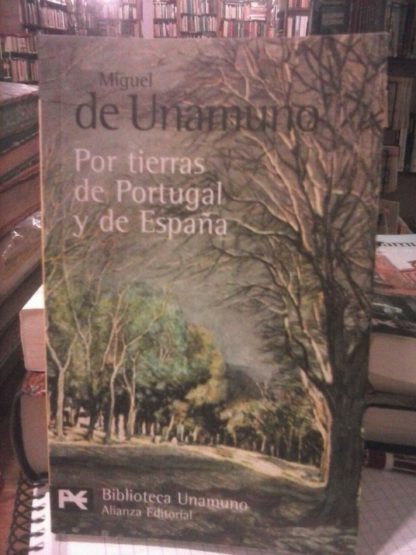 Miguel
de Unamuno
Por tierras
de Portugal
y de España
Biblioteca Unamuno
Alianza Editorial